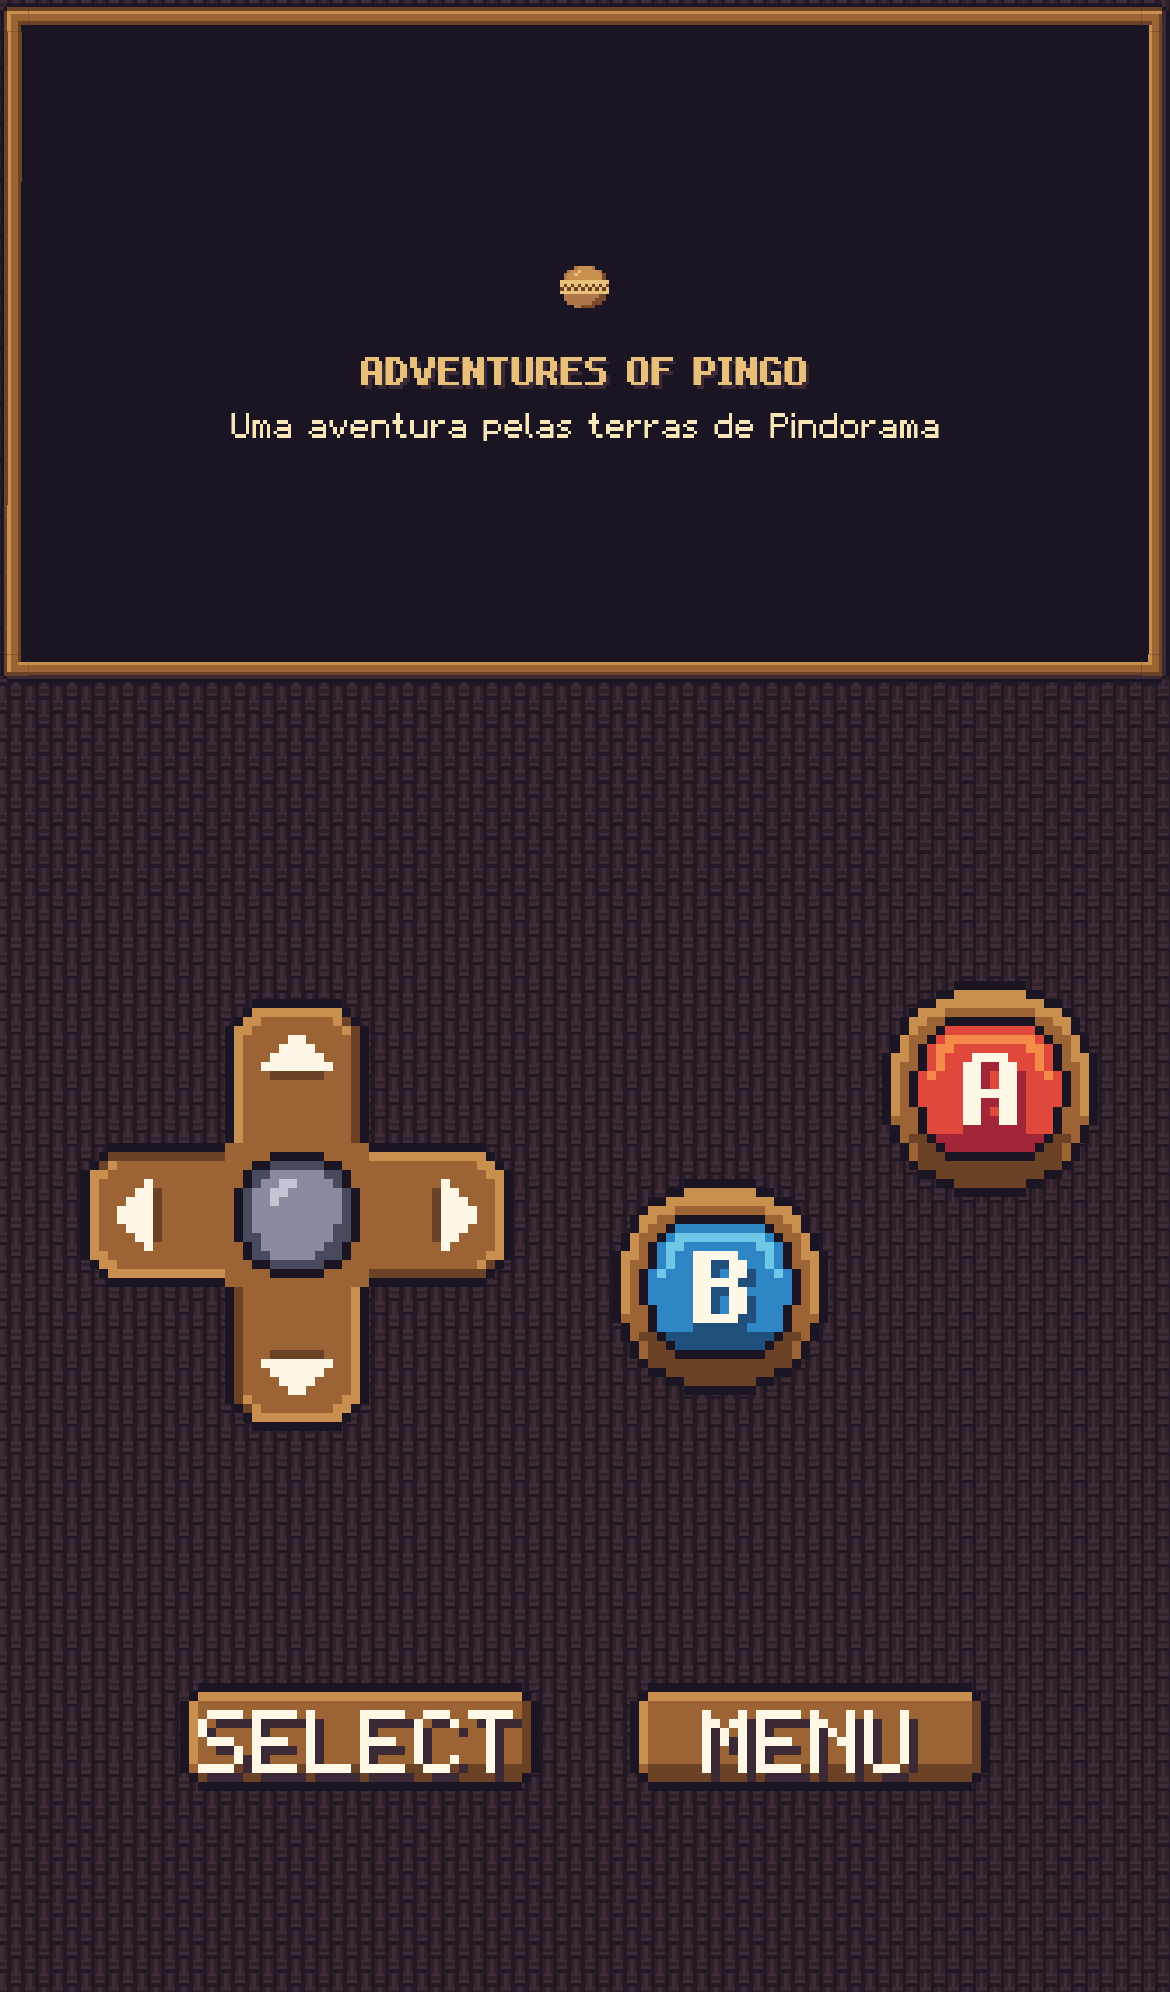 ADVENTURES OF PINGO
Uma aventura pelas terras de Pindorama
A
B
SELECT
MENU